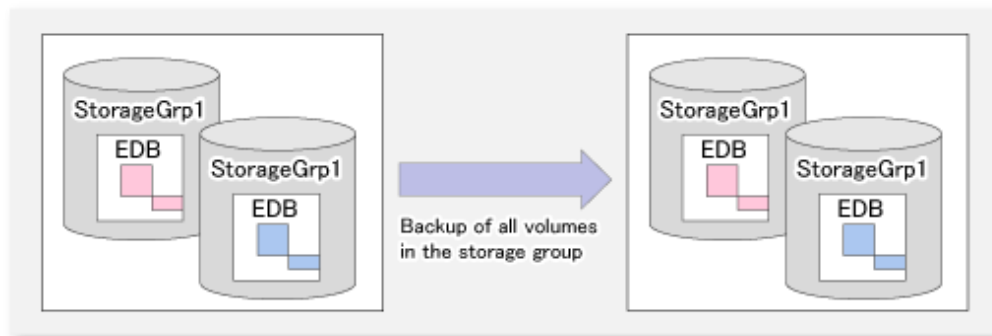 StorageGrp1
EDB
StorageGrp1
EDB
Backup of all volumes
in the storage group
StorageGrp1
EDB
StorageGrp1
EDB